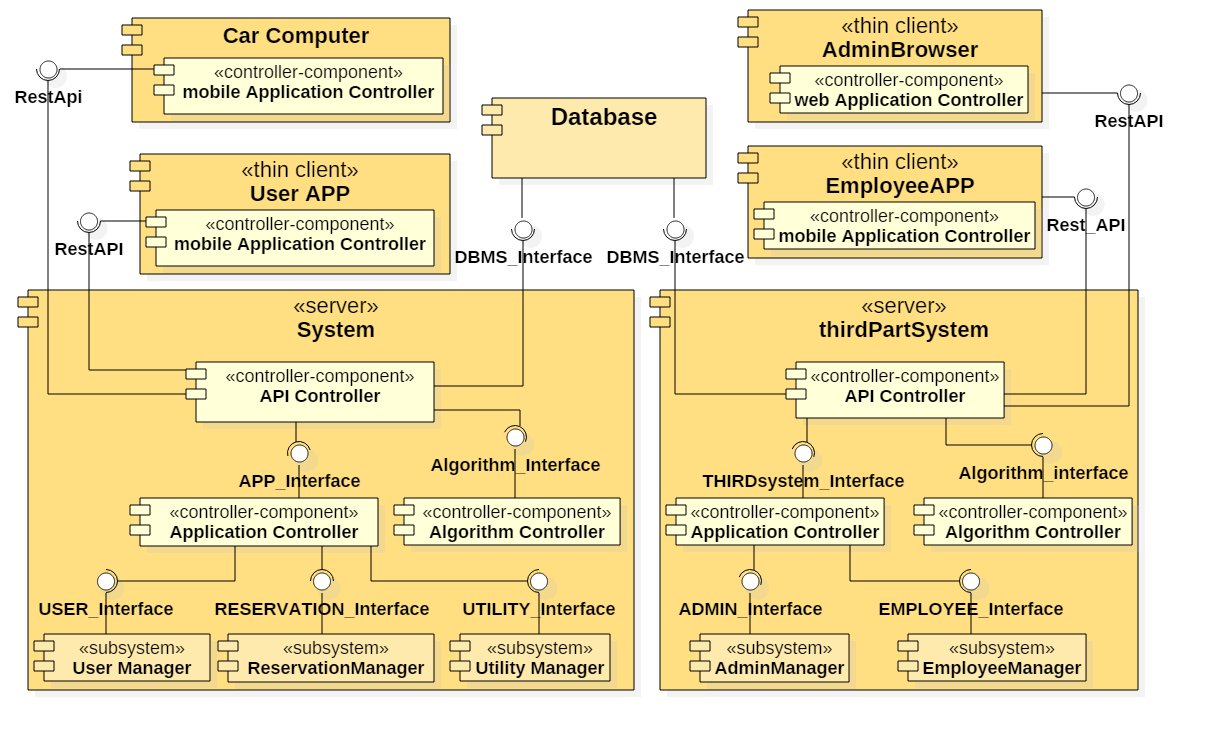 Car Computer
«controller-component»
mobile Application Controller
RestApi
«thin client»
User APP
«controller-component»
mobile Application Controller
RestAPI
Database
DBMS_Interface
DBMS_Interface
«thin client»
AdminBrowser
«controller-component»
web Application Controller
RestAPI
«thin client»
EmployeeAPP
«controller-component»
mobile Application Controller
Rest_API
«server»
System
«controller-component»
API Controller
APP_Interface
Algorithm_Interface
«controller-component»
Application Controller
«controller-component»
Algorithm Controller
USER_Interface
RESERVATION_Interface
UTILITY_Interface
«subsystem»
User Manager
«subsystem»
ReservationManager
«subsystem»
Utility Manager
«server»
thirdPartSystem
«controller-component»
API Controller
THIRDsystem_Interface
Algorithm_interface
«controller-component»
Application Controller
«controller-component»
Algorithm Controller
ADMIN_Interface
EMPLOYEE_Interface
«subsystem»
AdminManager
«subsystem»
EmployeeManager